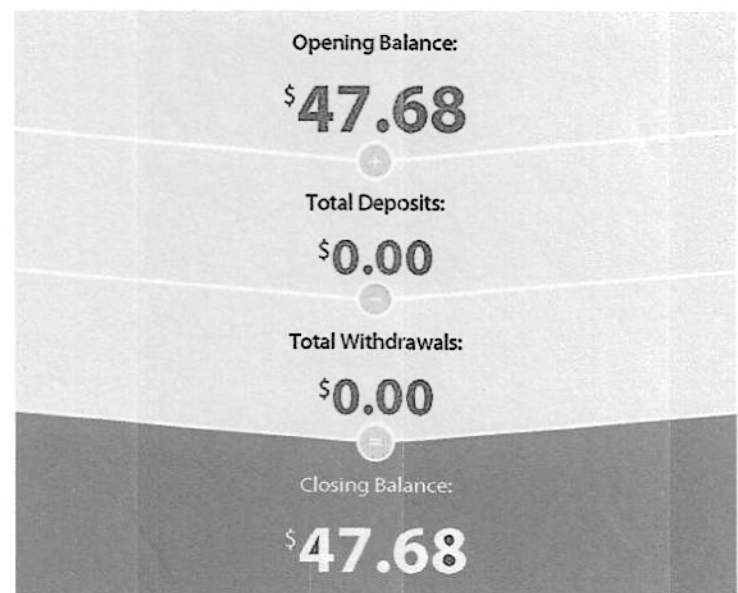 Opening Balance:
$47.68
+
Total Deposits:
$0.00
−
Total Withdrawals:
$0.00
=
Closing Balance:
$47.68